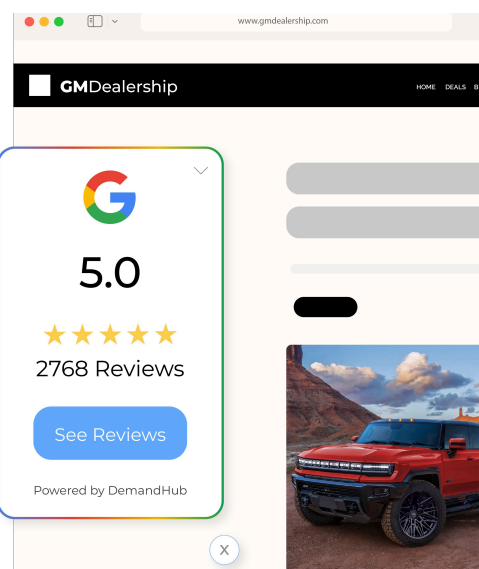 www.gmdealership.com
GMDealership
HOME DEALS B
5.0
2768 Reviews
See Reviews
Powered by DemandHub
X